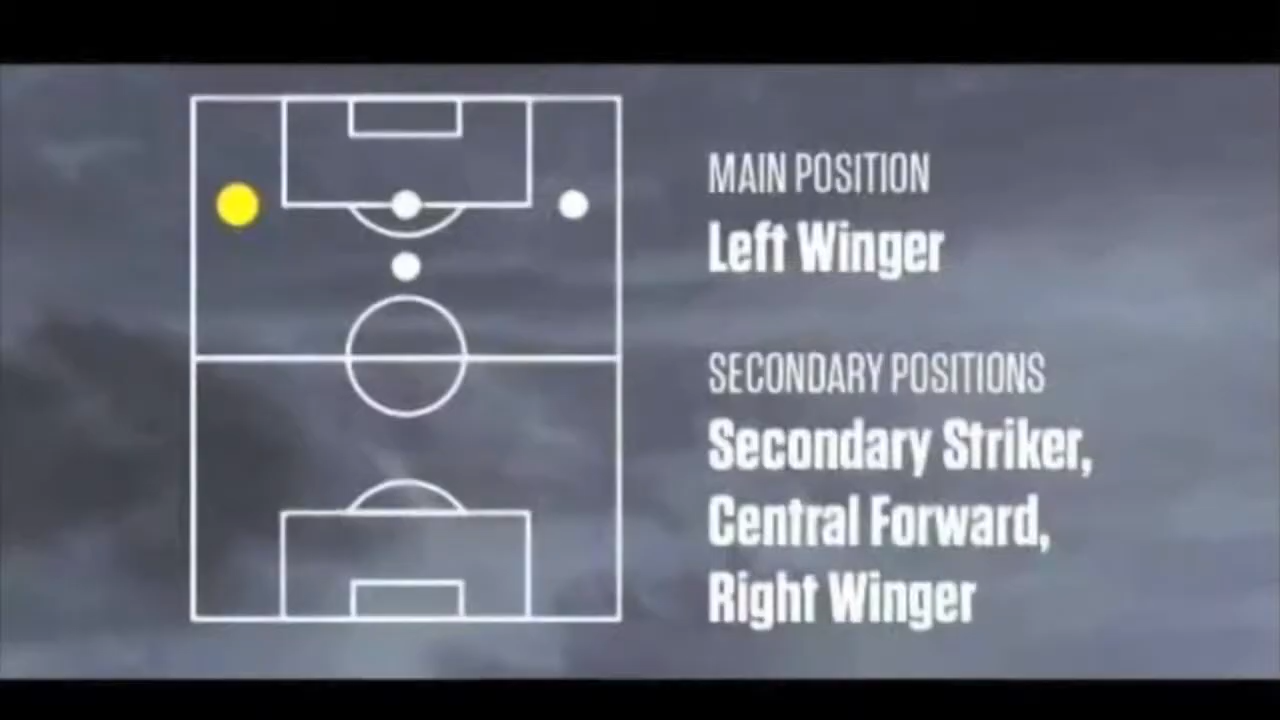 MAIN POSITION
Left Winger
SECONDARY POSITIONS
Secondary Striker,
Central Forward,
Right Winger